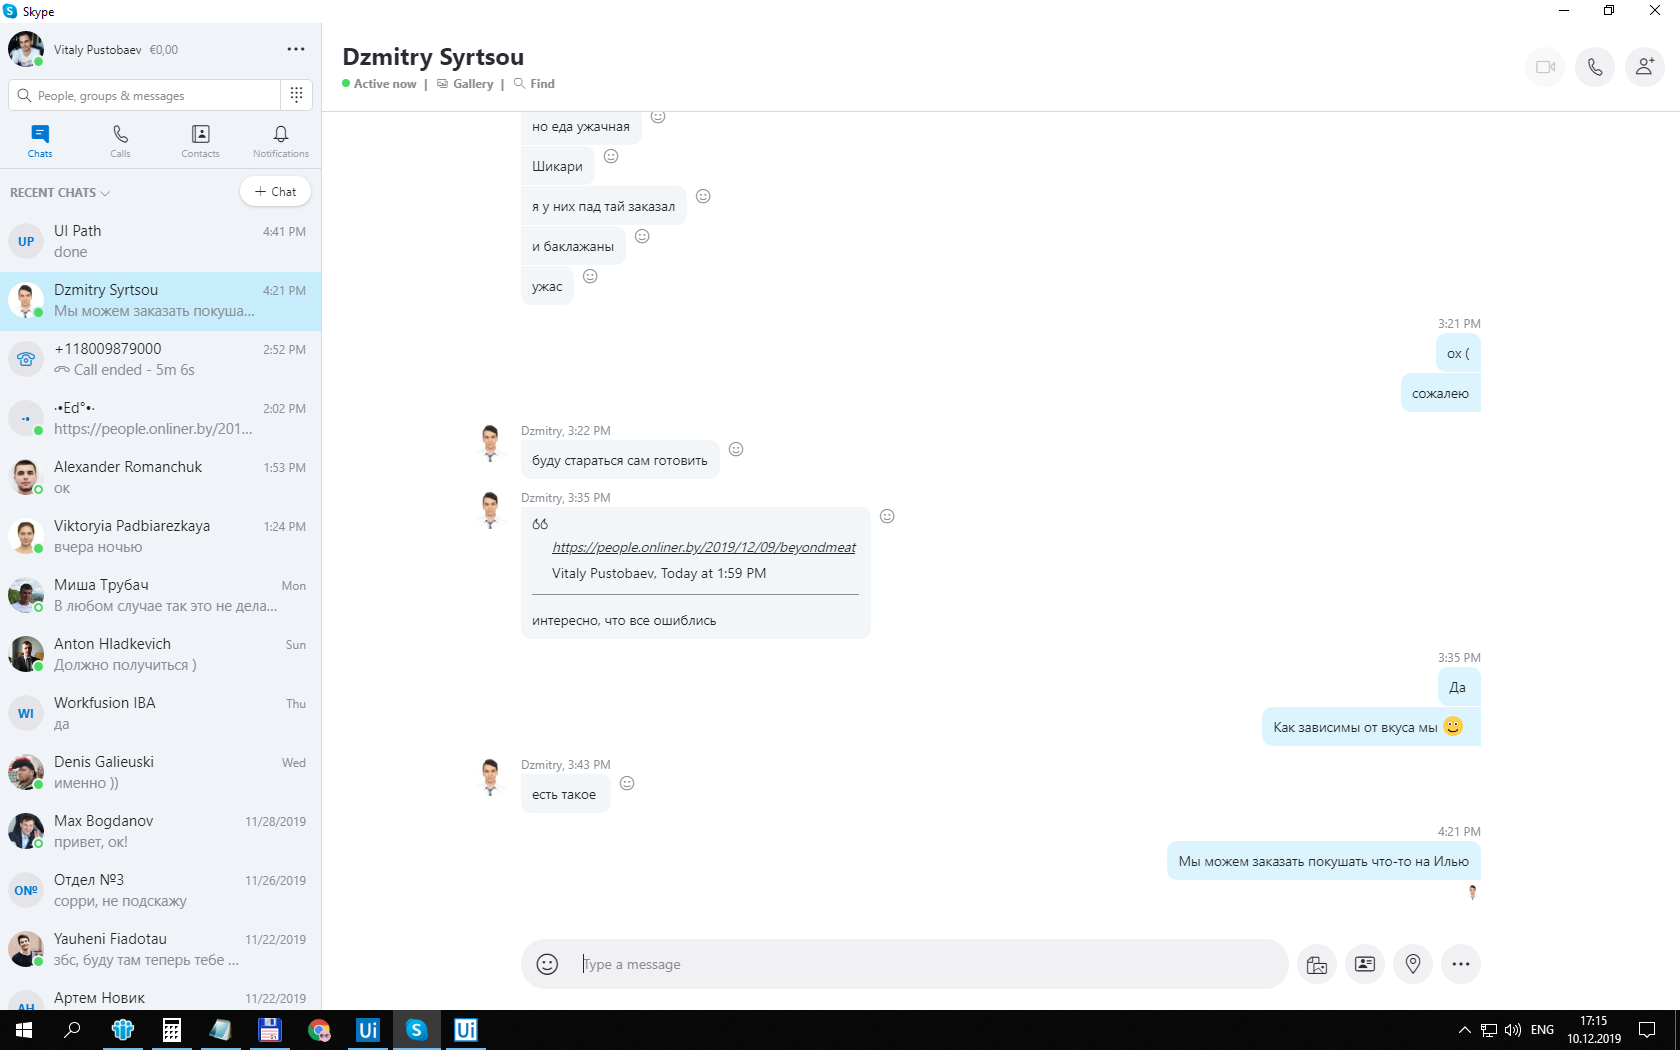 Skype
Vitaly Pustobaev €0,00
People, groups & messages
Chats Calls Contacts Notifications
RECENT CHATS
Chat
UP
UI Path 4:41 PM
done
Dzmitry Syrtsou 4:21 PM
Мы можем заказать покуша...
+118009879000 2:52 PM
Call ended - 5m 6s
·•
·•Ed°•· 2:02 PM
https://people.onliner.by/201...
Alexander Romanchuk 1:53 PM
ок
Viktoryia Padbiarezkaya 1:24 PM
вчера ночью
Миша Трубач Mon
В любом случае так это не дела...
Anton Hladkevich Sun
Должно получиться )
WI
Workfusion IBA Thu
да
Denis Galieuski Wed
именно ))
Max Bogdanov 11/28/2019
привет, ок!
ОN№
Отдел №3 11/26/2019
сорри, не подскажу
Yauheni Fiadotau 11/22/2019
збс, буду там теперь тебе ...
АН
Артем Новик 11/22/2019
Dzmitry Syrtsou
Active now | Gallery | Find
но еда ужачная
Шикари
я у них пад тай заказал
и баклажаны
ужас
3:21 PM
ох (
сожалею
Dzmitry, 3:22 PM
буду стараться сам готовить
Dzmitry, 3:35 PM
https://people.onliner.by/2019/12/09/beyondmeat
Vitaly Pustobaev, Today at 1:59 PM
интересно, что все ошиблись
3:35 PM
Да
Как зависимы от вкуса мы
Dzmitry, 3:43 PM
есть такое
4:21 PM
Мы можем заказать покушать что-то на Илью
Type a message
Ui
S
Ui
ENG
17:15
10.12.2019